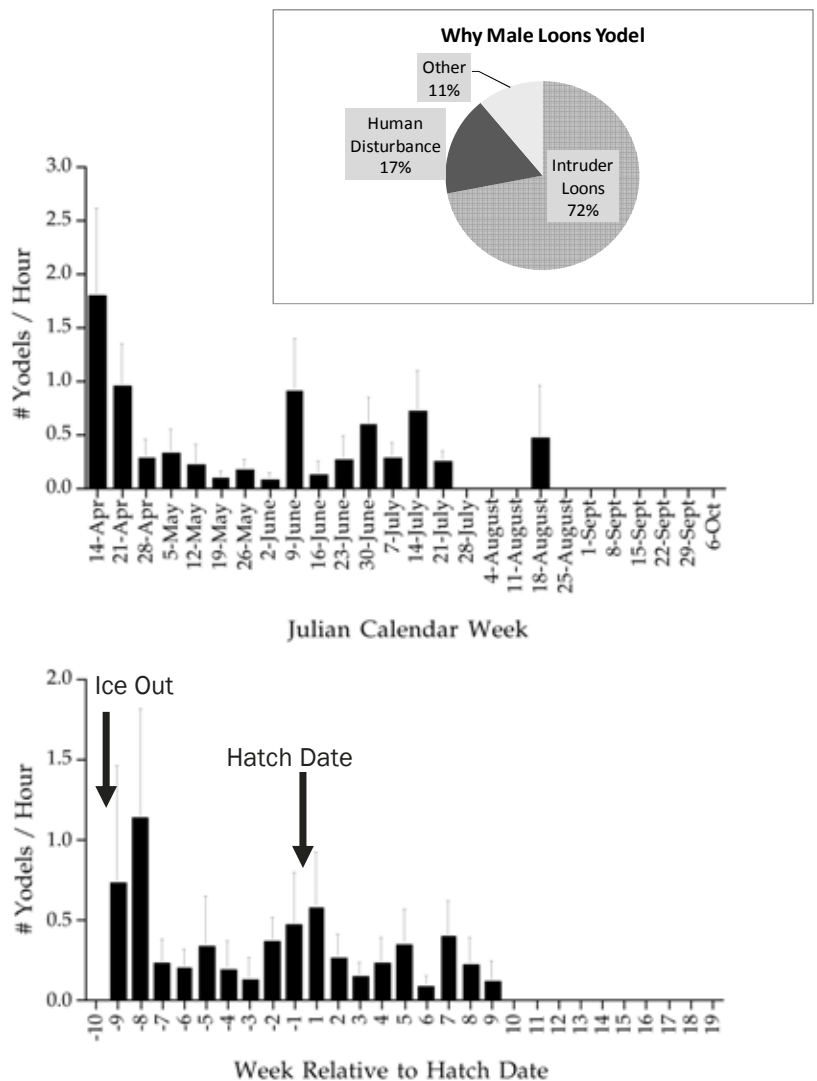 Why Male Loons Yodel
Other
11%
Human
Disturbance
17%
Intruder
Loons
72%
3.0
2.5
2.0
1.5
1.0
0.5
0.0
# Yodels / Hour
14-Apr
21-Apr
28-Apr
5-May
12-May
19-May
26-May
2-June
9-June
16-June
23-June
30-June
7-July
14-July
21-July
28-July
4-August
11-August
18-August
25-August
1-Sept
8-Sept
15-Sept
22-Sept
29-Sept
6-Oct
Julian Calendar Week
2.0
1.5
1.0
0.5
0.0
# Yodels / Hour
Ice Out
Hatch Date
-10
-9
-8
-7
-6
-5
-4
-3
-2
-1
1
2
3
4
5
6
7
8
9
10
11
12
13
14
15
16
17
18
19
Week Relative to Hatch Date